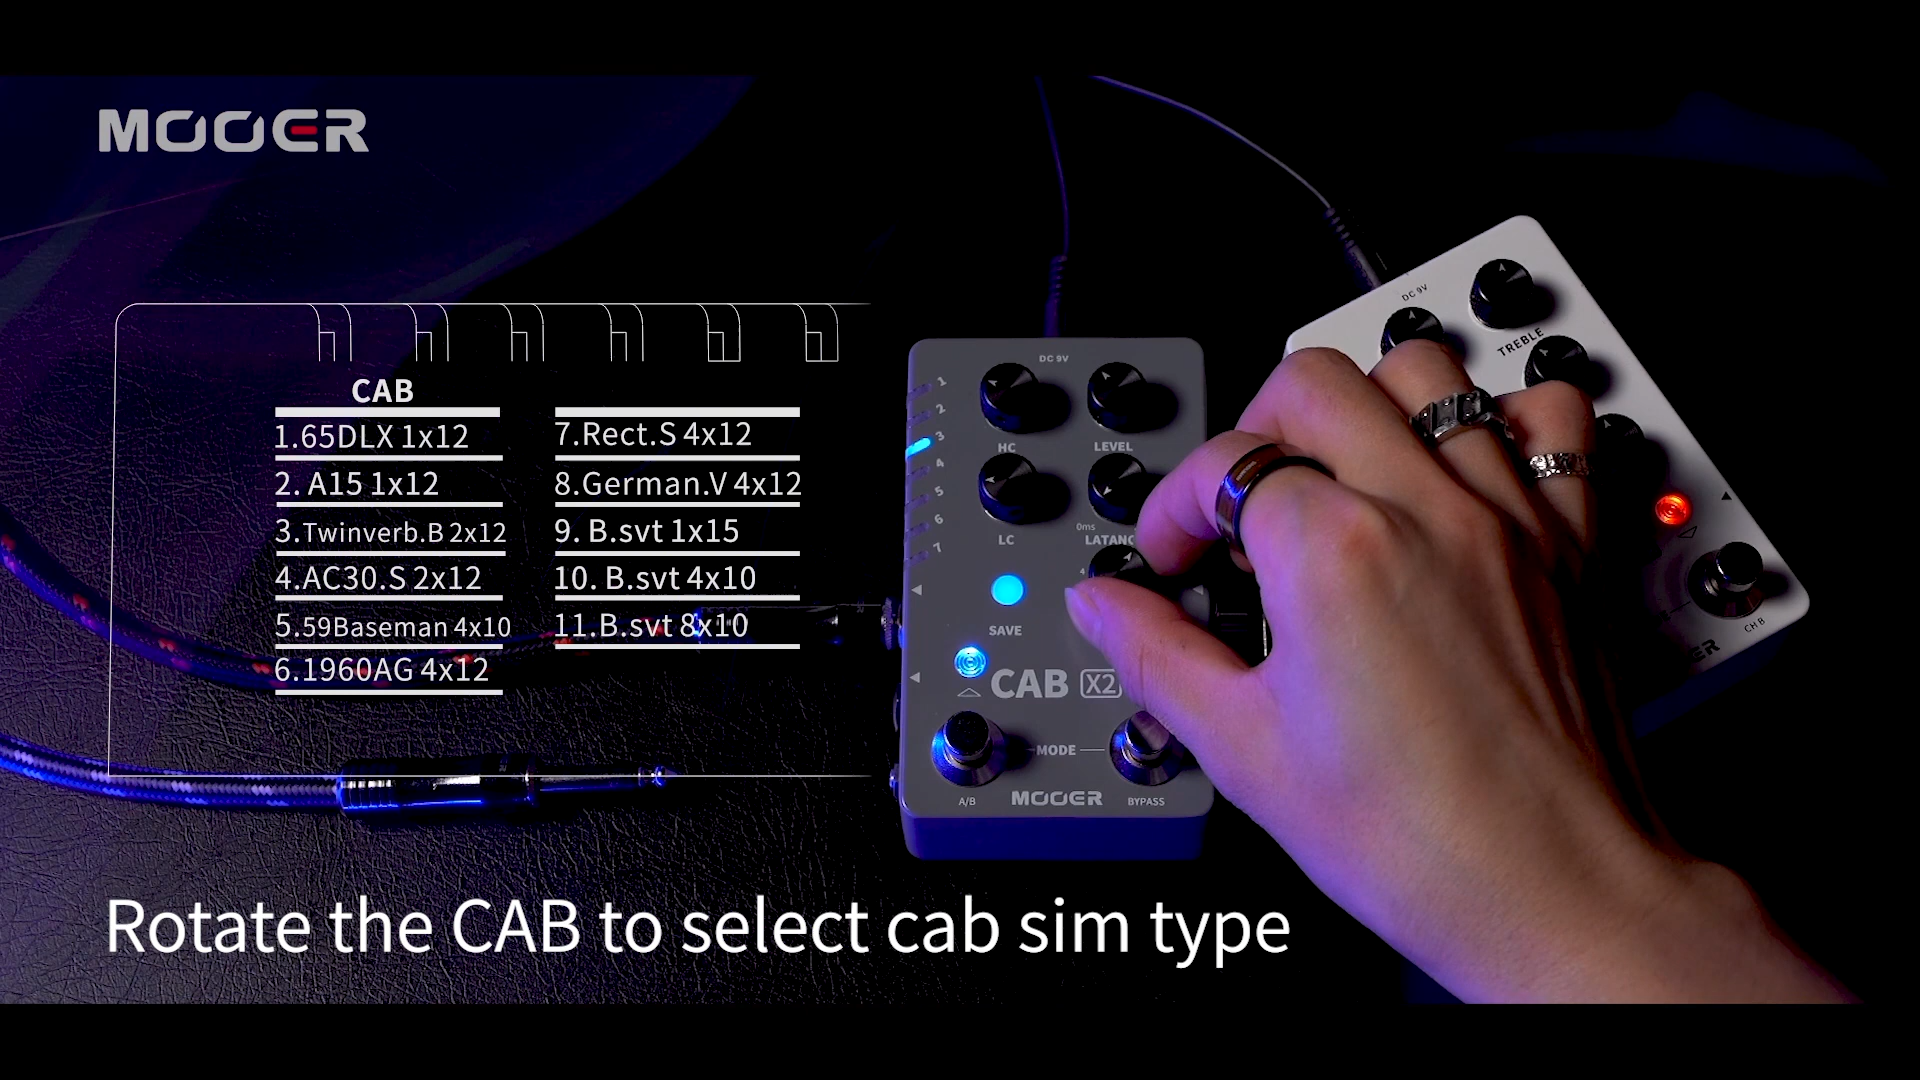 MOOER
CAB
1.65DLX 1x12
2. A15 1x12
3.Twinverb.B 2x12
4.AC30.S 2x12
5.59Baseman 4x10
6.1960AG 4x12
7.Rect.S 4x12
8.German.V 4x12
9. B.svt 1x15
10. B.svt 4x10
11.B.svt 8x10
DC 9V
1
2
3
4
5
6
7
HC
LEVEL
0ms
LC
4
SAVE
CAB X2
MODE
A/B
MOOER
BYPASS
DC 9V
TREBLE
CH B
Rotate the CAB to select cab sim type